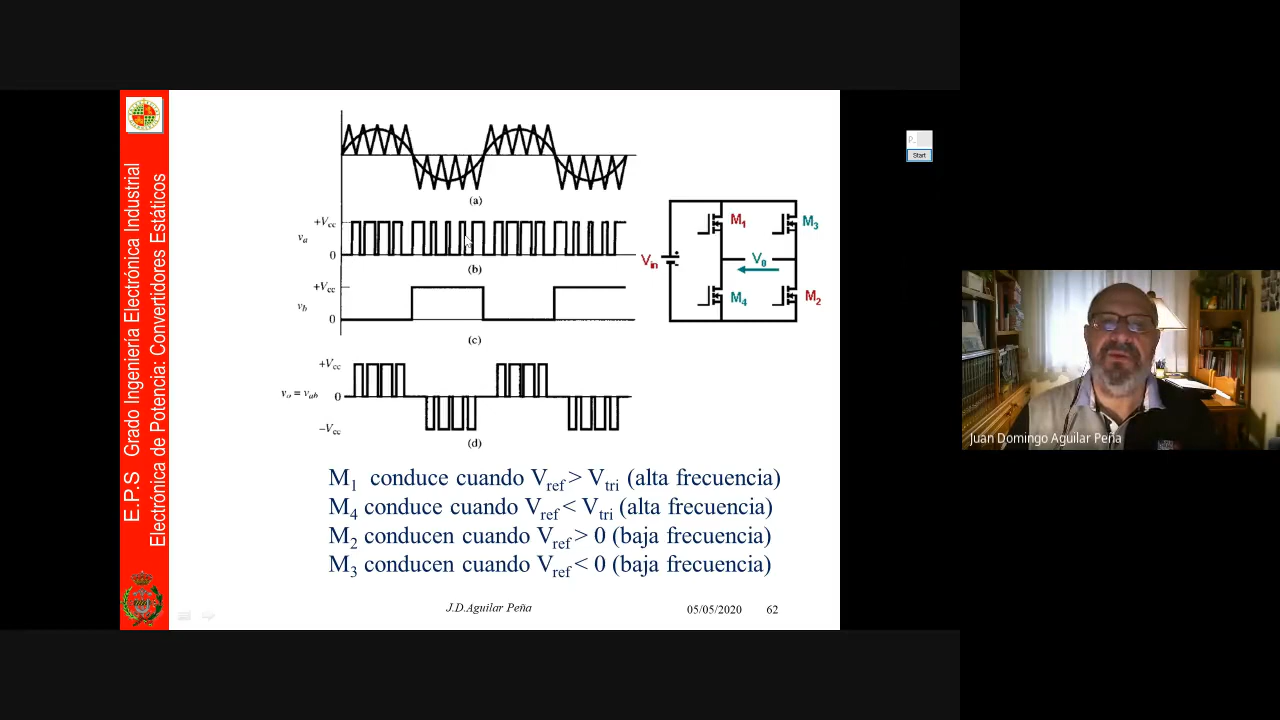 E.P.S Grado Ingeniería Electrónica Industrial
Electrónica de Potencia: Convertidores Estáticos
(a)
+Vcc
va
0
(b)
+Vcc
vb
0
(c)
+Vcc
vo = vab 0
−Vcc
(d)
M1
M3
Vin
V0
M4
M2
M1 conduce cuando Vref > Vtri (alta frecuencia)
M4 conduce cuando Vref < Vtri (alta frecuencia)
M2 conducen cuando Vref > 0 (baja frecuencia)
M3 conducen cuando Vref < 0 (baja frecuencia)
J.D.Aguilar Peña
05/05/2020 62
Start
Juan Domingo Aguilar Peña